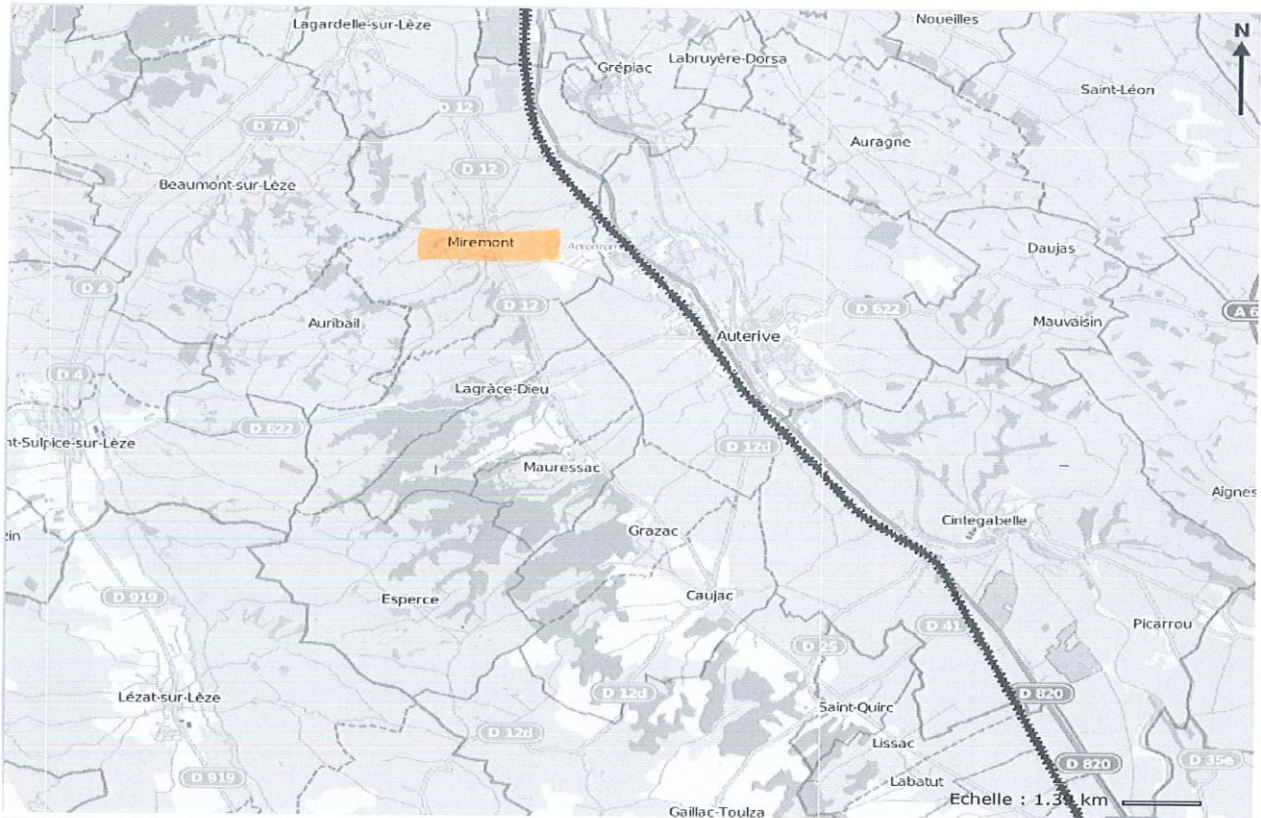 Noueilles
Lagardelle-sur-Lèze
N
Labruyère-Dorsa
Grépiac
Saint-Léon
D 12
D 74
Auragne
D 12
Beaumont-sur-Lèze
Miremont
Daujas
D 4
D 12
D 622
A 6
Auribail
Mauvaisin
Auterive
D 4
Lagrâce-Dieu
D 622
nt-Sulpice-sur-Lèze
D 12d
Mauressac
Aignes
Cintegabelle
Grazac
zin
Caujac
D 919
Esperce
D 41
Picarrou
D 25
D 12d
D 820
Lézat-sur-Lèze
Saint-Quirc
D 12d
Lissac
D 820
D 35e
D 919
Labatut
Echelle : 1.39 km
Gaillac-Toulza